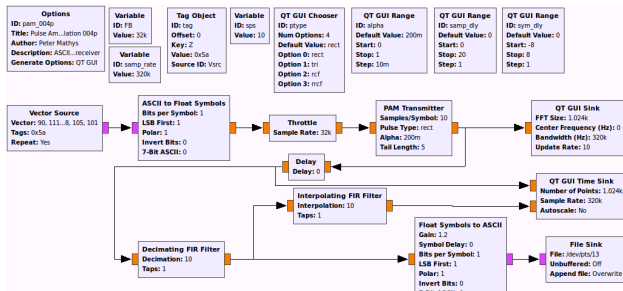 Options
ID: pam_004p
Title: Pulse Am...lation 004p
Author: Peter Mathys
Description: ASCII...receiver
Generate Options: QT GUI
Variable
ID: FB
Value: 32k
Variable
ID: samp_rate
Value: 320k
Tag Object
ID: tag
Offset: 0
Key: Z
Value: 0x5a
Source ID: Vsrc
Variable
ID: sps
Value: 10
QT GUI Chooser
ID: ptype
Num Options: 4
Default Value: rect
Option 0: rect
Option 1: tri
Option 2: rcf
Option 3: rrcf
QT GUI Range
ID: alpha
Default Value: 200m
Start: 0
Stop: 1
Step: 10m
QT GUI Range
ID: samp_dly
Default Value: 0
Start: 0
Stop: 20
Step: 1
QT GUI Range
ID: sym_dly
Start: -8
Stop: 8
Step: 1
Vector Source
Vector: 90, 111...8, 105, 101
Tags: 0x5a
Repeat: Yes
ASCII to Float Symbols
Bits per Symbol: 1
LSB First: 1
Polar: 1
Invert Bits: 0
7-Bit ASCII: 0
Throttle
Sample Rate: 32k
PAM Transmitter
Samples/Symbol: 10
Pulse Type: rect
Alpha: 200m
Tail Length: 5
QT GUI Sink
FFT Size: 1.024k
Center Frequency (Hz): 0
Bandwidth (Hz): 320k
Update Rate: 10
Delay
Delay: 0
QT GUI Time Sink
Number of Points: 1.024k
Sample Rate: 320k
Autoscale: No
Interpolating FIR Filter
Interpolation: 10
Taps: 1
Decimating FIR Filter
Decimation: 10
Taps: 1
Float Symbols to ASCII
Gain: 1.2
Symbol Delay: 0
Bits per Symbol: 1
LSB First: 1
Polar: 1
Invert Bits: 0
File Sink
File: /dev/pts/13
Unbuffered: Off
Append file: Overwrite